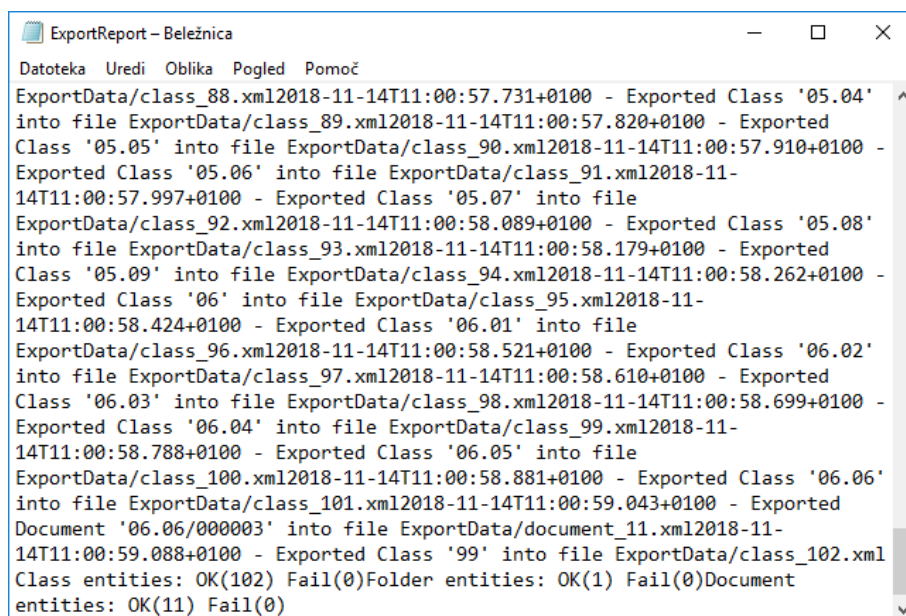 ExportReport – Beležnica
Datoteka Uredi Oblika Pogled Pomoč
ExportData/class_88.xml2018-11-14T11:00:57.731+0100 - Exported Class '05.04'
into file ExportData/class_89.xml2018-11-14T11:00:57.820+0100 - Exported
Class '05.05' into file ExportData/class_90.xml2018-11-14T11:00:57.910+0100 -
Exported Class '05.06' into file ExportData/class_91.xml2018-11-
14T11:00:57.997+0100 - Exported Class '05.07' into file
ExportData/class_92.xml2018-11-14T11:00:58.089+0100 - Exported Class '05.08'
into file ExportData/class_93.xml2018-11-14T11:00:58.179+0100 - Exported
Class '05.09' into file ExportData/class_94.xml2018-11-14T11:00:58.262+0100 -
Exported Class '06' into file ExportData/class_95.xml2018-11-
14T11:00:58.424+0100 - Exported Class '06.01' into file
ExportData/class_96.xml2018-11-14T11:00:58.521+0100 - Exported Class '06.02'
into file ExportData/class_97.xml2018-11-14T11:00:58.610+0100 - Exported
Class '06.03' into file ExportData/class_98.xml2018-11-14T11:00:58.699+0100 -
Exported Class '06.04' into file ExportData/class_99.xml2018-11-
14T11:00:58.788+0100 - Exported Class '06.05' into file
ExportData/class_100.xml2018-11-14T11:00:58.881+0100 - Exported Class '06.06'
into file ExportData/class_101.xml2018-11-14T11:00:59.043+0100 - Exported
Document '06.06/000003' into file ExportData/document_11.xml2018-11-
14T11:00:59.088+0100 - Exported Class '99' into file ExportData/class_102.xml
Class entities: OK(102) Fail(0)Folder entities: OK(1) Fail(0)Document
entities: OK(11) Fail(0)